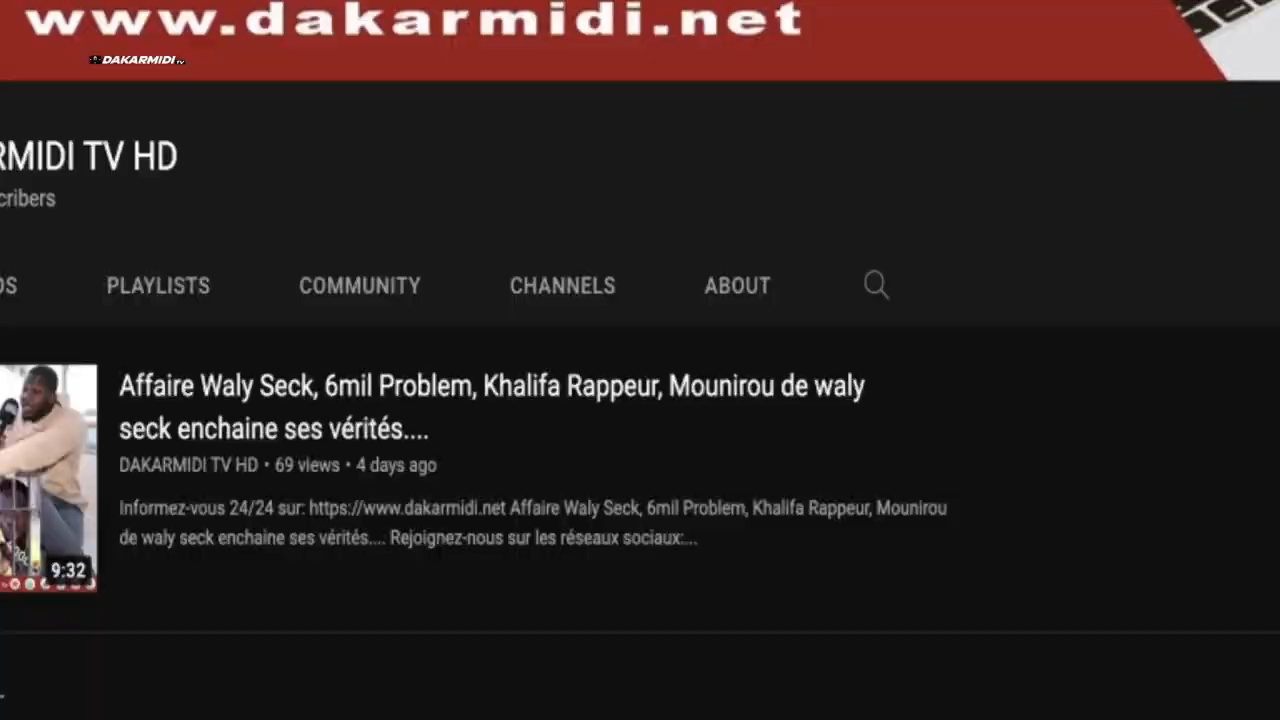 www.dakarmidi.net
DAKARMIDI TV
RMIDI TV HD
cribers
OS PLAYLISTS COMMUNITY CHANNELS ABOUT
Affaire Waly Seck, 6mil Problem, Khalifa Rappeur, Mounirou de waly
seck enchaine ses vérités....
DAKARMIDI TV HD • 69 views • 4 days ago
Informez-vous 24/24 sur: https://www.dakarmidi.net Affaire Waly Seck, 6mil Problem, Khalifa Rappeur, Mounirou
de waly seck enchaine ses vérités.... Rejoignez-nous sur les réseaux sociaux:...
9:32